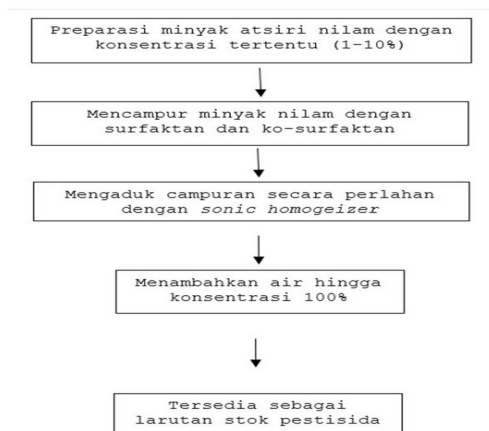 Preparasi minyak atsiri nilam dengan
konsentrasi tertentu (1-10%)
Mencampur minyak nilam dengan
surfaktan dan ko-surfaktan
Mengaduk campuran secara perlahan
dengan sonic homogeizer
Menambahkan air hingga
konsentrasi 100%
Tersedia sebagai
larutan stok pestisida